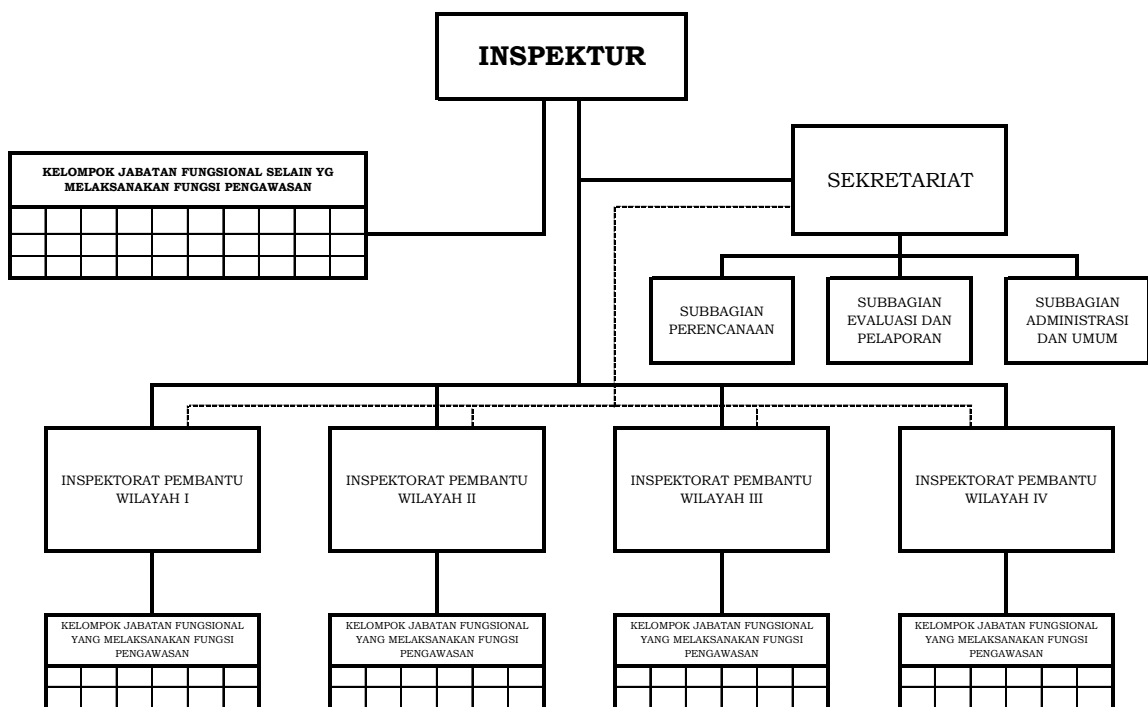 INSPEKTUR
KELOMPOK JABATAN FUNGSIONAL SELAIN YG
MELAKSANAKAN FUNGSI PENGAWASAN
SEKRETARIAT
SUBBAGIAN
PERENCANAAN
SUBBAGIAN
EVALUASI DAN
PELAPORAN
SUBBAGIAN
ADMINISTRASI
DAN UMUM
INSPEKTORAT PEMBANTU
WILAYAH I
INSPEKTORAT PEMBANTU
WILAYAH II
INSPEKTORAT PEMBANTU
WILAYAH III
INSPEKTORAT PEMBANTU
WILAYAH IV
KELOMPOK JABATAN FUNGSIONAL
YANG MELAKSANAKAN FUNGSI
PENGAWASAN
KELOMPOK JABATAN FUNGSIONAL
YANG MELAKSANAKAN FUNGSI
PENGAWASAN
KELOMPOK JABATAN FUNGSIONAL
YANG MELAKSANAKAN FUNGSI
PENGAWASAN
KELOMPOK JABATAN FUNGSIONAL
YANG MELAKSANAKAN FUNGSI
PENGAWASAN